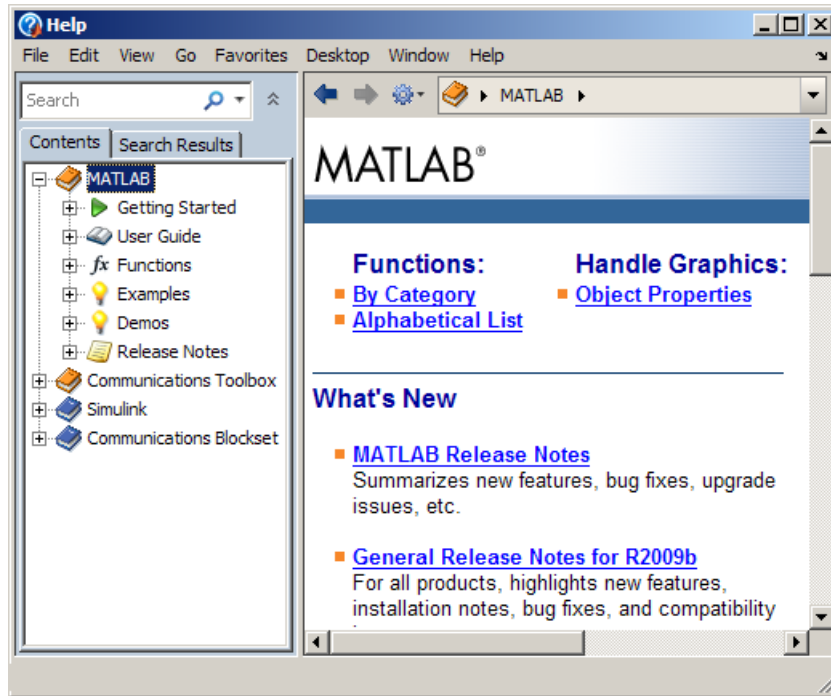 Help
File Edit View Go Favorites Desktop Window Help
Search
MATLAB
Contents Search Results
MATLAB
Getting Started
User Guide
fx Functions
Examples
Demos
Release Notes
Communications Toolbox
Simulink
Communications Blockset
MATLAB®
Functions:
By Category
Alphabetical List
Handle Graphics:
Object Properties
What's New
MATLAB Release Notes
Summarizes new features, bug fixes, upgrade
issues, etc.
General Release Notes for R2009b
For all products, highlights new features,
installation notes, bug fixes, and compatibility